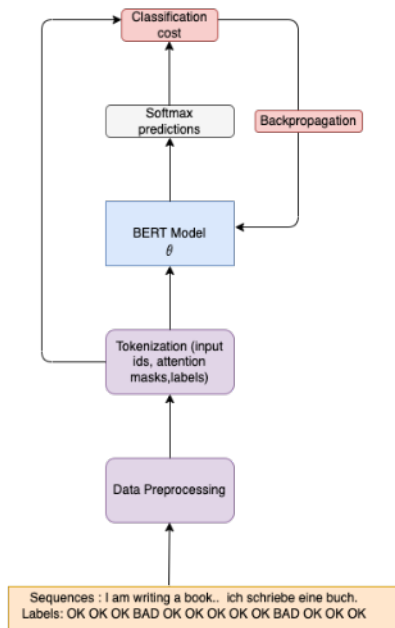 Classification
cost
Softmax
predictions
Backpropagation
BERT Model
θ
Tokenization (input
ids, attention
masks,labels)
Data Preprocessing
Sequences : I am writing a book.. ich schriebe eine buch.
Labels: OK OK OK BAD OK OK OK OK OK BAD OK OK OK